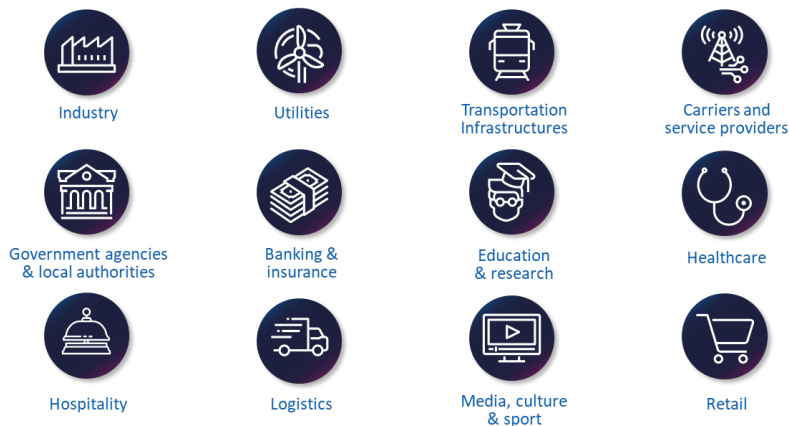 Industry
Utilities
Transportation
Infrastructures
Carriers and
service providers
Government agencies
& local authorities
Banking &
insurance
Education
& research
Healthcare
Hospitality
Logistics
Media, culture
& sport
Retail